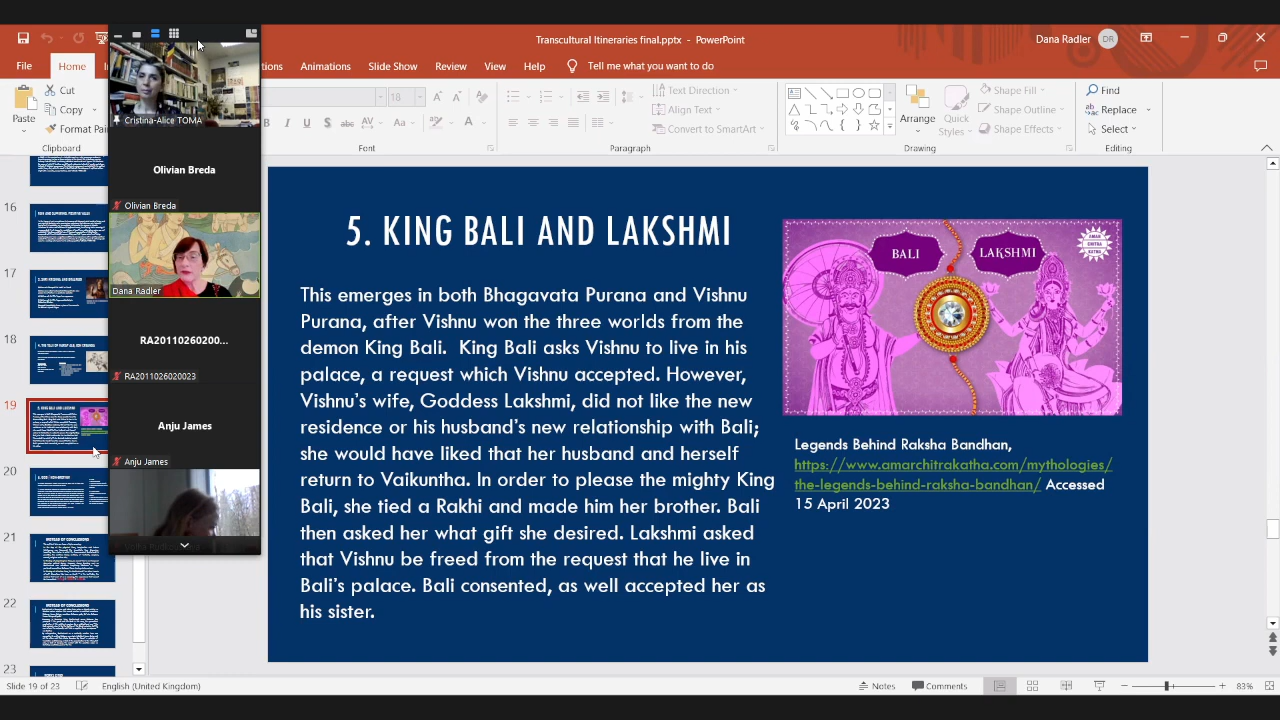 Transcultural Itineraries final.pptx - PowerPoint
Dana Radler
DR
File
Home
Animations
Slide Show
Review
View
Help
Tell me what you want to do
Cut
Copy
Paste
Clipboard
18
Font
Text Direction
Align Text
Convert to SmartArt
Paragraph
Arrange
Quick
Styles
Shape Fill
Shape Outline
Shape Effects
Drawing
Find
Replace
Select
Editing
Cristina-Alice TOMA
Olivian Breda
Olivian Breda
Dana Radler
RA20110260200...
RA2011026020023
Anju James
Anju James
16
17
18
19
20
21
22
23
5. KING BALI AND LAKSHMI
This emerges in both Bhagavata Purana and Vishnu
Purana, after Vishnu won the three worlds from the
demon King Bali. King Bali asks Vishnu to live in his
palace, a request which Vishnu accepted. However,
Vishnu's wife, Goddess Lakshmi, did not like the new
residence or his husband's new relationship with Bali;
she would have liked that her husband and herself
return to Vaikuntha. In order to please the mighty King
Bali, she tied a Rakhi and made him her brother. Bali
then asked her what gift she desired. Lakshmi asked
that Vishnu be freed from the request that he live in
Bali's palace. Bali consented, as well accepted her as
his sister.
BALI
LAKSHMI
AMAR
CHITRA
KATHA
Legends Behind Raksha Bandhan,
https://www.amarchitrakatha.com/mythologies/
the-legends-behind-raksha-bandhan/ Accessed
15 April 2023
Slide 19 of 23
English (United Kingdom)
Notes
Comments
83%